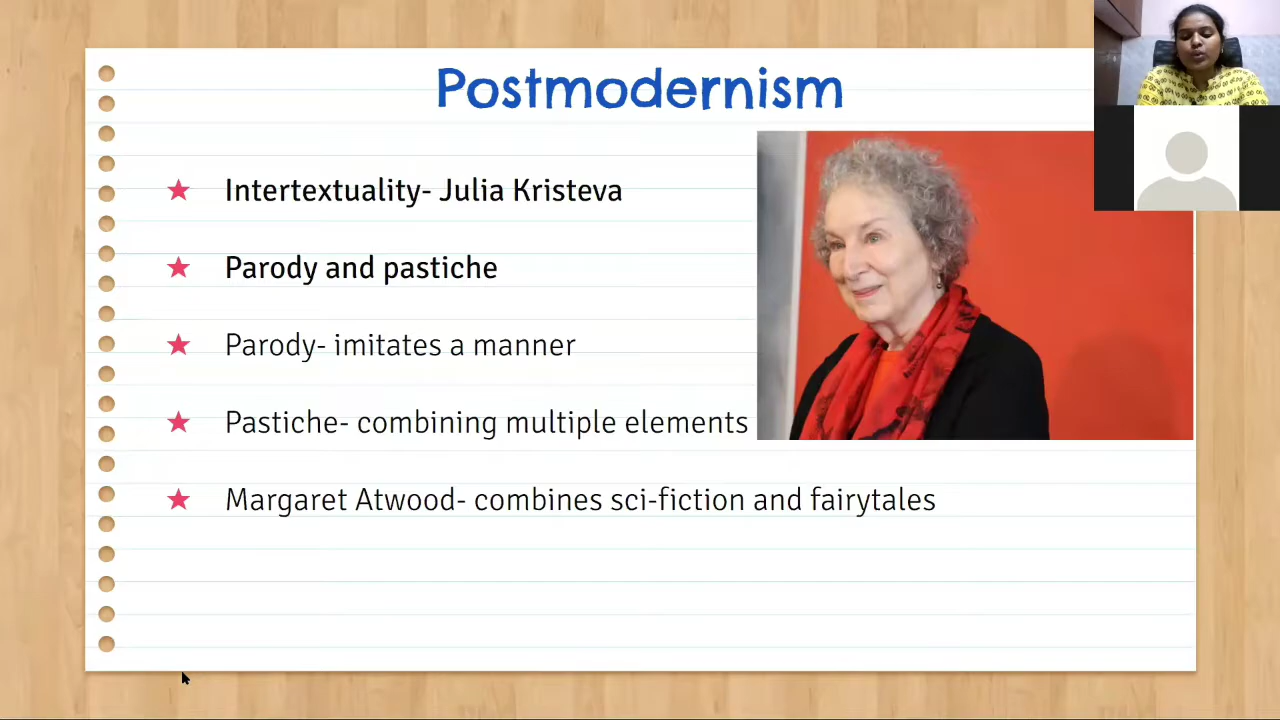 Postmodernism
Intertextuality- Julia Kristeva
Parody and pastiche
Parody- imitates a manner
Pastiche- combining multiple elements
Margaret Atwood- combines sci-fiction and fairytales